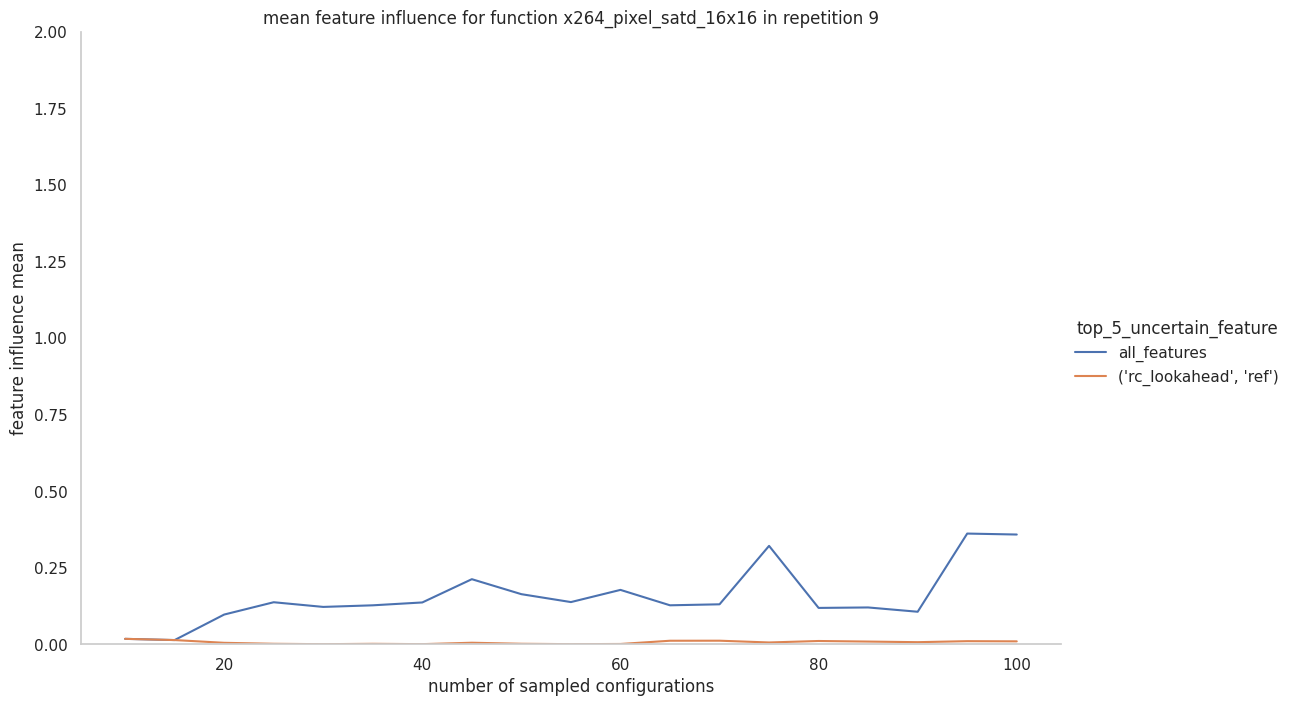 mean feature influence for function x264_pixel_satd_16x16 in repetition 9
2.00
1.75
1.50
1.25
1.00
0.75
0.50
0.25
0.00
feature influence mean
20
40
60
80
100
number of sampled configurations
top_5_uncertain_feature
all_features
('rc_lookahead', 'ref')